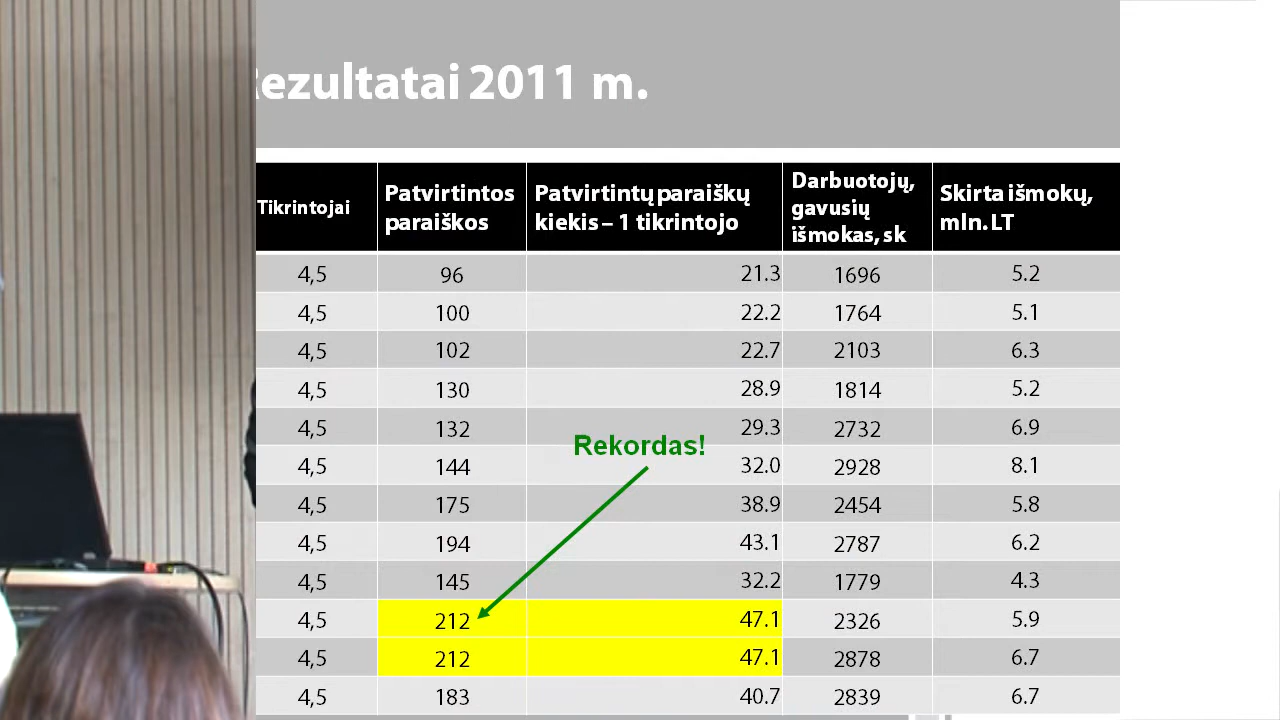 Rezultatai 2011 m.
Tikrintojai Patvirtintos paraiškos Patvirtintų paraiškų kiekis – 1 tikrintojo Darbuotojų, gavusių išmokas, sk Skirta išmokų, mln. LT
4,5 96 21.3 1696 5.2
4,5 100 22.2 1764 5.1
4,5 102 22.7 2103 6.3
4,5 130 28.9 1814 5.2
4,5 132 29.3 2732 6.9
Rekordas!
4,5 144 32.0 2928 8.1
4,5 175 38.9 2454 5.8
4,5 194 43.1 2787 6.2
4,5 145 32.2 1779 4.3
4,5 212 47.1 2326 5.9
4,5 212 47.1 2878 6.7
4,5 183 40.7 2839 6.7